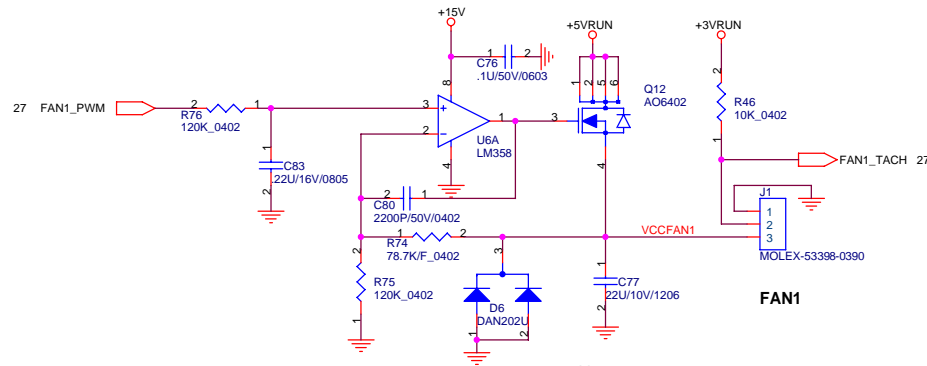 +15V
+5VRUN
+3VRUN
1 2
C76
.1U/50V/0603
1 2 5 6
Q12
AO6402
8
27 FAN1_PWM
2 1
R76
120K_0402
3
+
2
-
1
U6A
LM358
4
3
4
2
R46
10K_0402
1
FAN1_TACH 27
1
C83
.22U/16V/0805
2
2 1
C80
2200P/50V/0402
J1
1
2
3
MOLEX-53398-0390
VCCFAN1
1 R74 2
78.7K/F_0402
2
R75
120K_0402
1
3
D6
DAN202U
1 2
1
C77
22U/10V/1206
2
FAN1